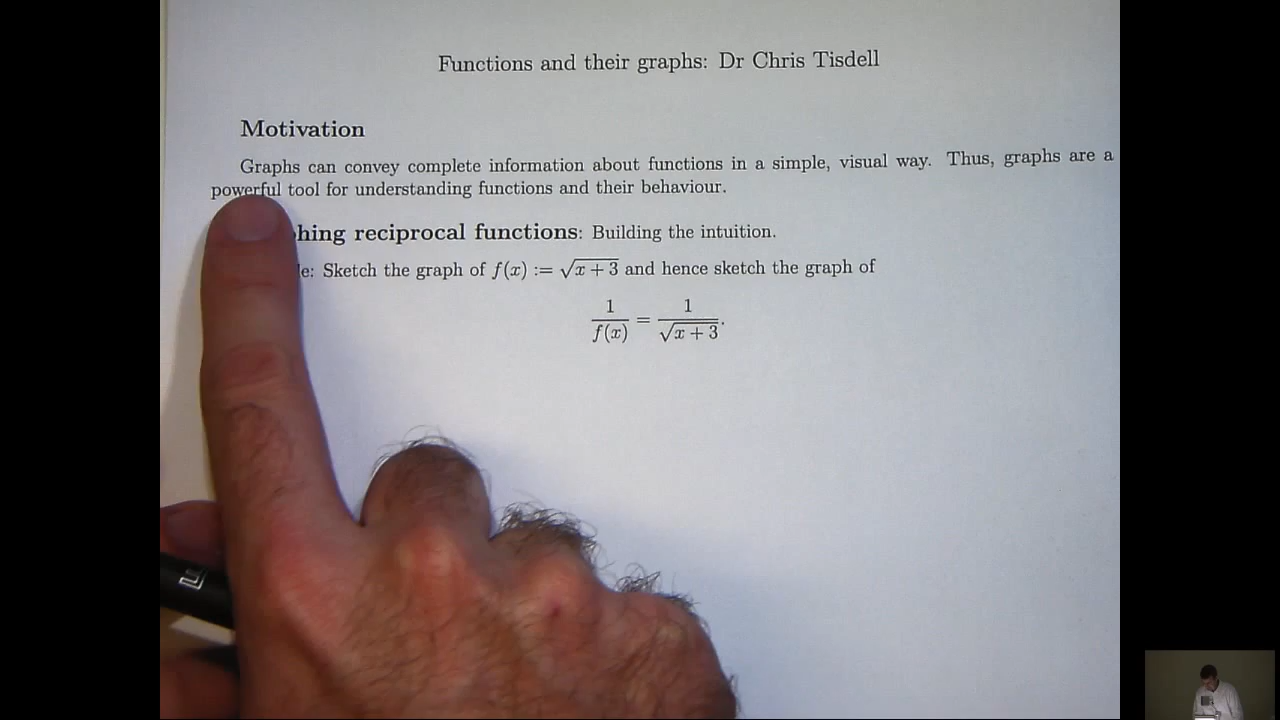 Functions and their graphs: Dr Chris Tisdell
Motivation
Graphs can convey complete information about functions in a simple, visual way. Thus, graphs are a
powerful tool for understanding functions and their behaviour.
hing reciprocal functions: Building the intuition.
e: Sketch the graph of f(x) := √(x + 3) and hence sketch the graph of
1/f(x) = 1/√(x + 3).